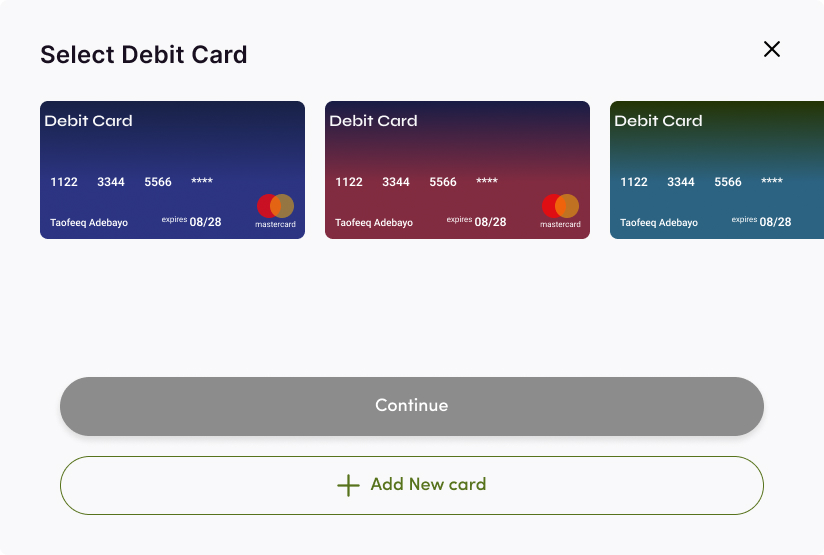 Select Debit Card
Debit Card
1122 3344 5566 ****
Taofeeq Adebayo expires 08/28
mastercard
Debit Card
1122 3344 5566 ****
Taofeeq Adebayo expires 08/28
mastercard
Debit Card
1122 3344 5566 ****
Taofeeq Adebayo expires 08/28
Continue
Add New card